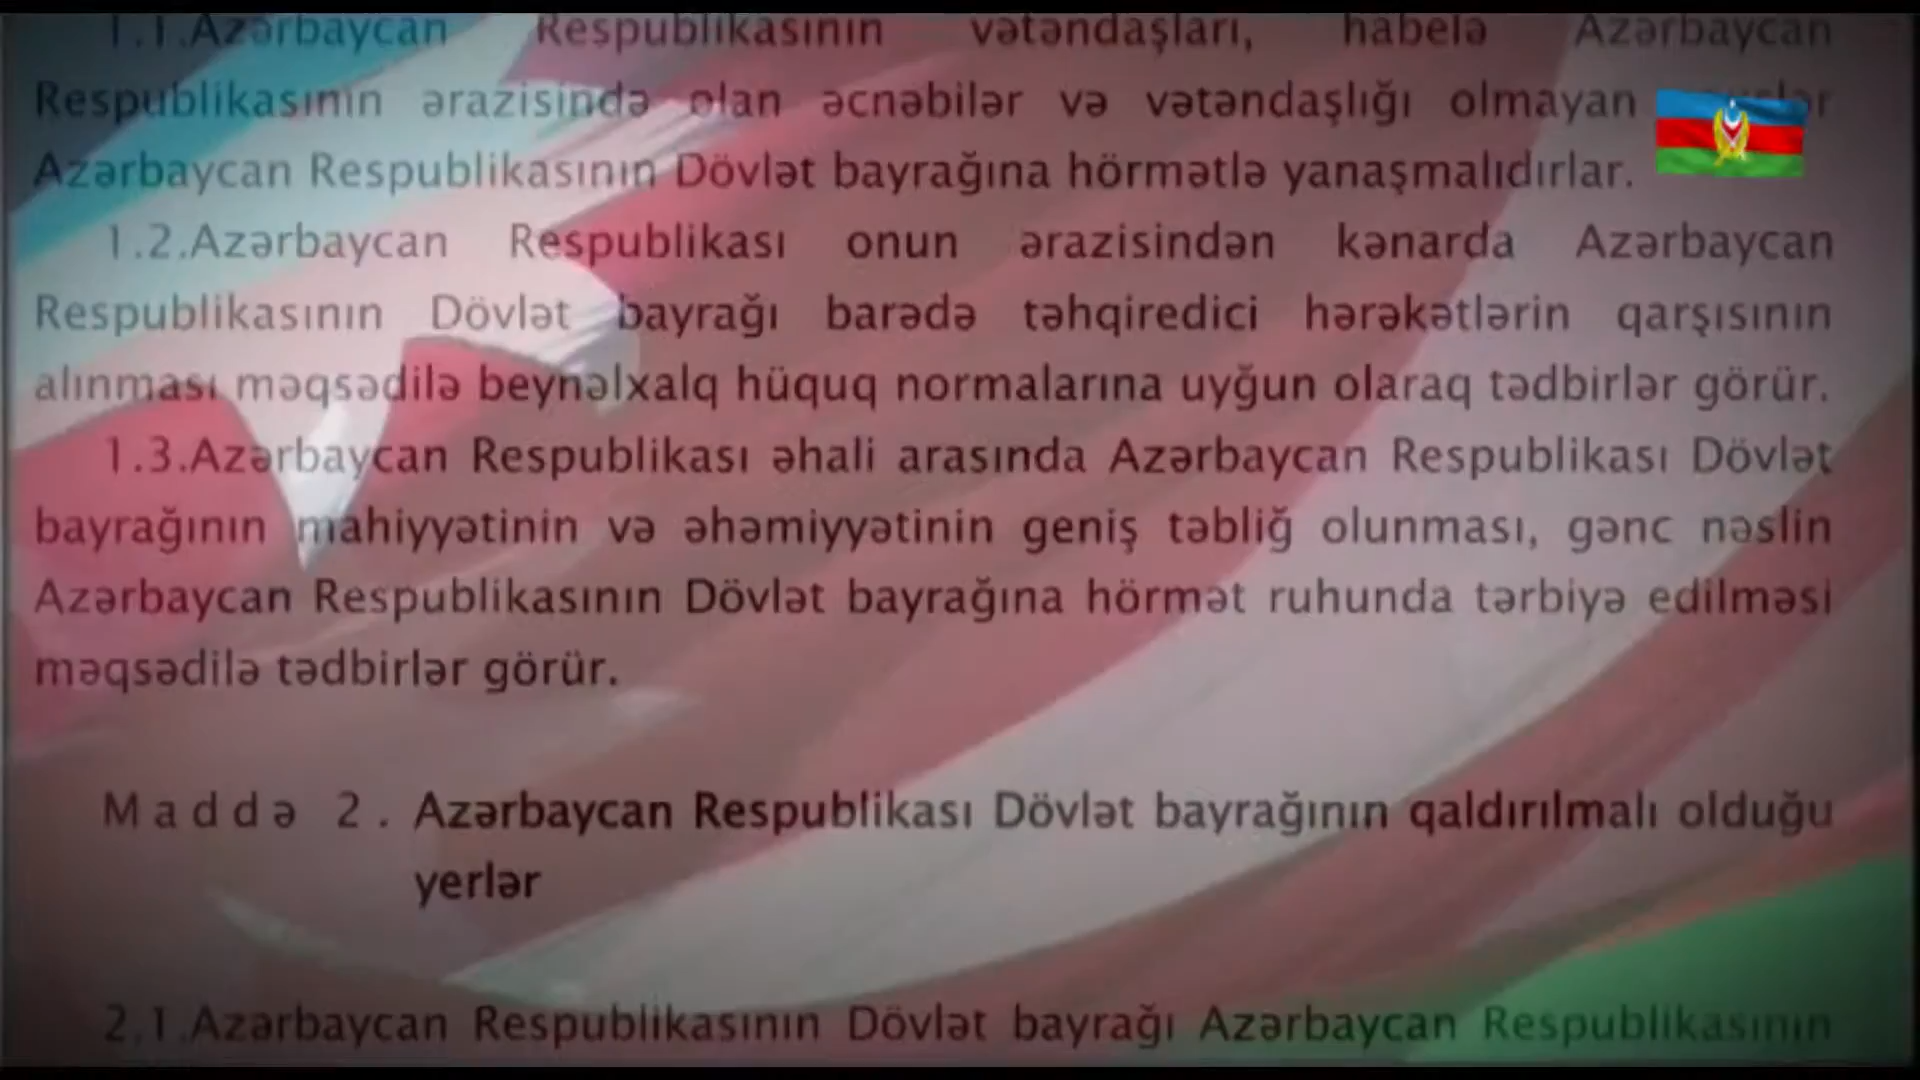 1.1.Azərbaycan Respublikasının vətəndaşları, habelə Azərbaycan
Respublikasının ərazisində olan əcnəbilər və vətəndaşlığı olmayan
Azərbaycan Respublikasının Dövlət bayrağına hörmətlə yanaşmalıdırlar.
1.2.Azərbaycan Respublikası onun ərazisindən kənarda Azərbaycan
Respublikasının Dövlət bayrağı barədə təhqiredici hərəkətlərin qarşısının
alınması məqsədilə beynəlxalq hüquq normalarına uyğun olaraq tədbirlər görür.
1.3.Azərbaycan Respublikası əhali arasında Azərbaycan Respublikası Dövlət
bayrağının mahiyyətinin və əhəmiyyətinin geniş təbliğ olunması, gənc nəslin
Azərbaycan Respublikasının Dövlət bayrağına hörmət ruhunda tərbiyə edilməsi
məqsədilə tədbirlər görür.
Maddə 2. Azərbaycan Respublikası Dövlət bayrağının qaldırılmalı olduğu
yerlər
2.1.Azərbaycan Respublikasının Dövlət bayrağı Azərbaycan Respublikasının